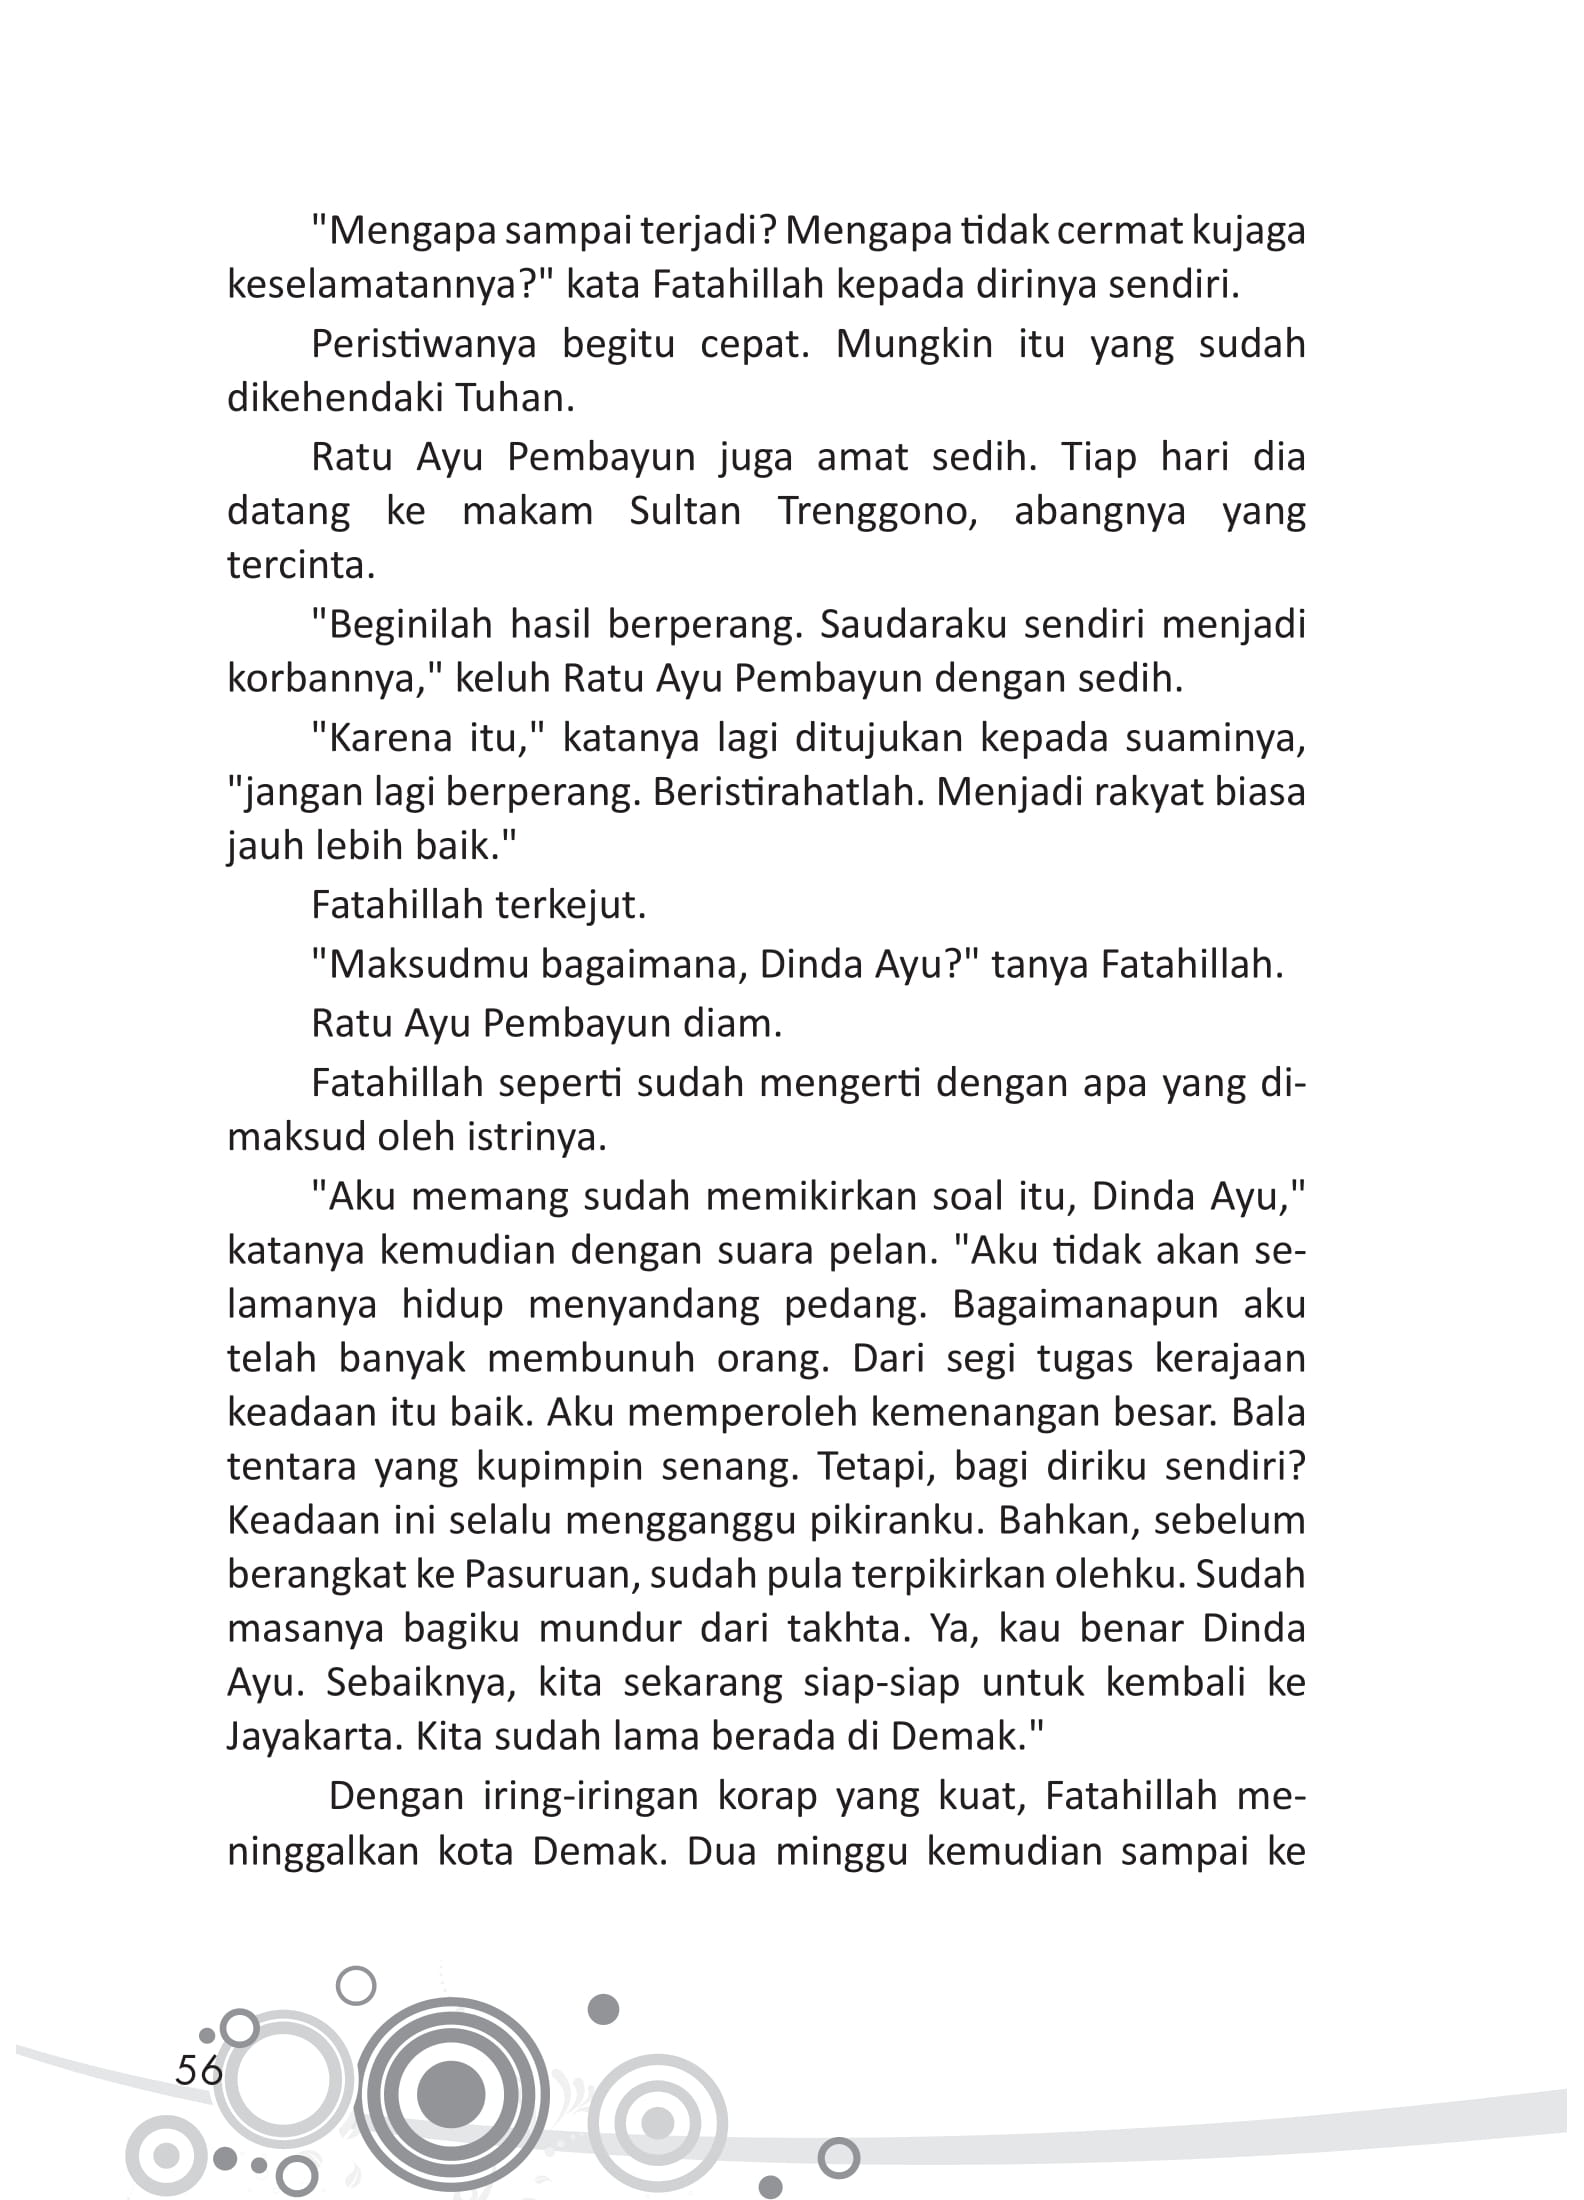 "Mengapa sampai terjadi? Mengapa tidak cermat kujaga
keselamatannya?" kata Fatahillah kepada dirinya sendiri.
Peristiwanya begitu cepat. Mungkin itu yang sudah
dikehendaki Tuhan.
Ratu Ayu Pembayun juga amat sedih. Tiap hari dia
datang ke makam Sultan Trenggono, abangnya yang
tercinta.
"Beginilah hasil berperang. Saudaraku sendiri menjadi
korbannya," keluh Ratu Ayu Pembayun dengan sedih.
"Karena itu," katanya lagi ditujukan kepada suaminya,
"jangan lagi berperang. Beristirahatlah. Menjadi rakyat biasa
jauh lebih baik."
Fatahillah terkejut.
"Maksudmu bagaimana, Dinda Ayu?" tanya Fatahillah.
Ratu Ayu Pembayun diam.
Fatahillah seperti sudah mengerti dengan apa yang di-
maksud oleh istrinya.
"Aku memang sudah memikirkan soal itu, Dinda Ayu,"
katanya kemudian dengan suara pelan. "Aku tidak akan se-
lamanya hidup menyandang pedang. Bagaimanapun aku
telah banyak membunuh orang. Dari segi tugas kerajaan
keadaan itu baik. Aku memperoleh kemenangan besar. Bala
tentara yang kupimpin senang. Tetapi, bagi diriku sendiri?
Keadaan ini selalu mengganggu pikiranku. Bahkan, sebelum
berangkat ke Pasuruan, sudah pula terpikirkan olehku. Sudah
masanya bagiku mundur dari takhta. Ya, kau benar Dinda
Ayu. Sebaiknya, kita sekarang siap-siap untuk kembali ke
Jayakarta. Kita sudah lama berada di Demak."
Dengan iring-iringan korap yang kuat, Fatahillah me-
ninggalkan kota Demak. Dua minggu kemudian sampai ke
56